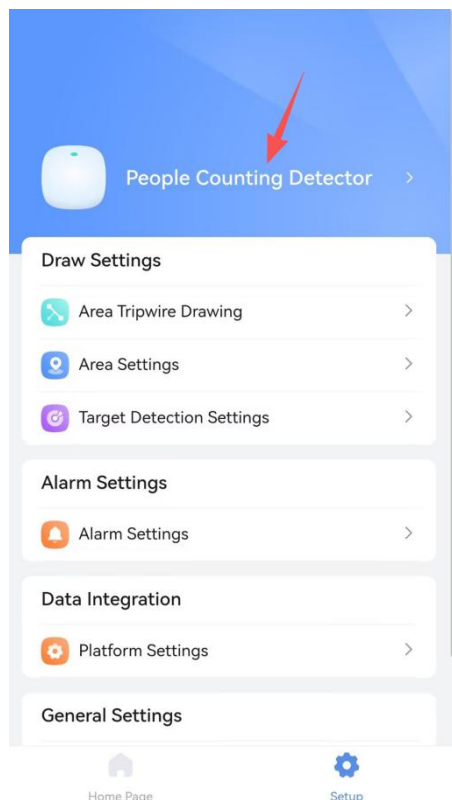 People Counting Detector
Draw Settings
Area Tripwire Drawing
Area Settings
Target Detection Settings
Alarm Settings
Alarm Settings
Data Integration
Platform Settings
General Settings
Home Page
Setup